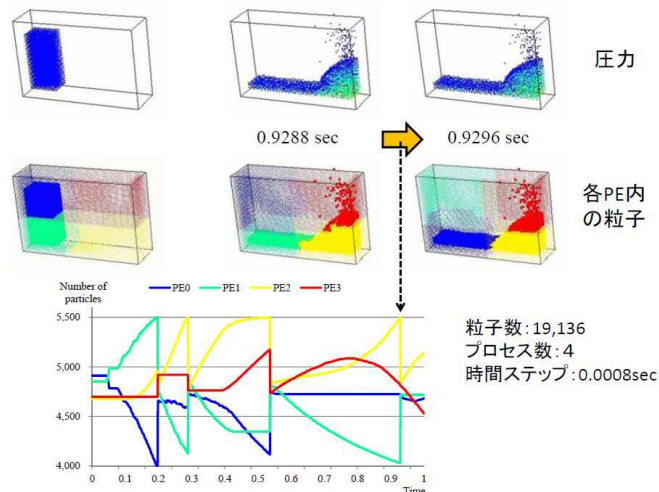 圧力
0.9288 sec
0.9296 sec
各PE内
の粒子
Number of
particles
PE0 PE1 PE2 PE3
5,500
5,000
4,500
4,000
0 0.1 0.2 0.3 0.4 0.5 0.6 0.7 0.8 0.9 1
Time
粒子数：19,136
プロセス数：４
時間ステップ：0.0008sec